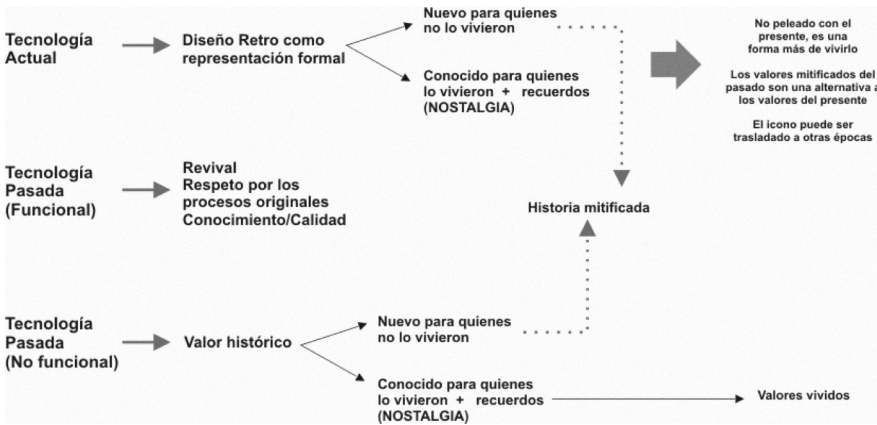 Tecnología
Actual
Diseño Retro como
representación formal
Nuevo para quienes
no lo vivieron
Conocido para quienes
lo vivieron + recuerdos
(NOSTALGIA)
No peleado con el
presente, es una
forma más de vivirlo
Los valores mitificados del
pasado son una alternativa a
los valores del presente
El icono puede ser
trasladado a otras épocas
Tecnología
Pasada
(Funcional)
Revival
Respeto por los
procesos originales
Conocimiento/Calidad
Historia mitificada
Tecnología
Pasada
(No funcional)
Valor histórico
Nuevo para quienes
no lo vivieron
Conocido para quienes
lo vivieron + recuerdos
(NOSTALGIA)
Valores vividos